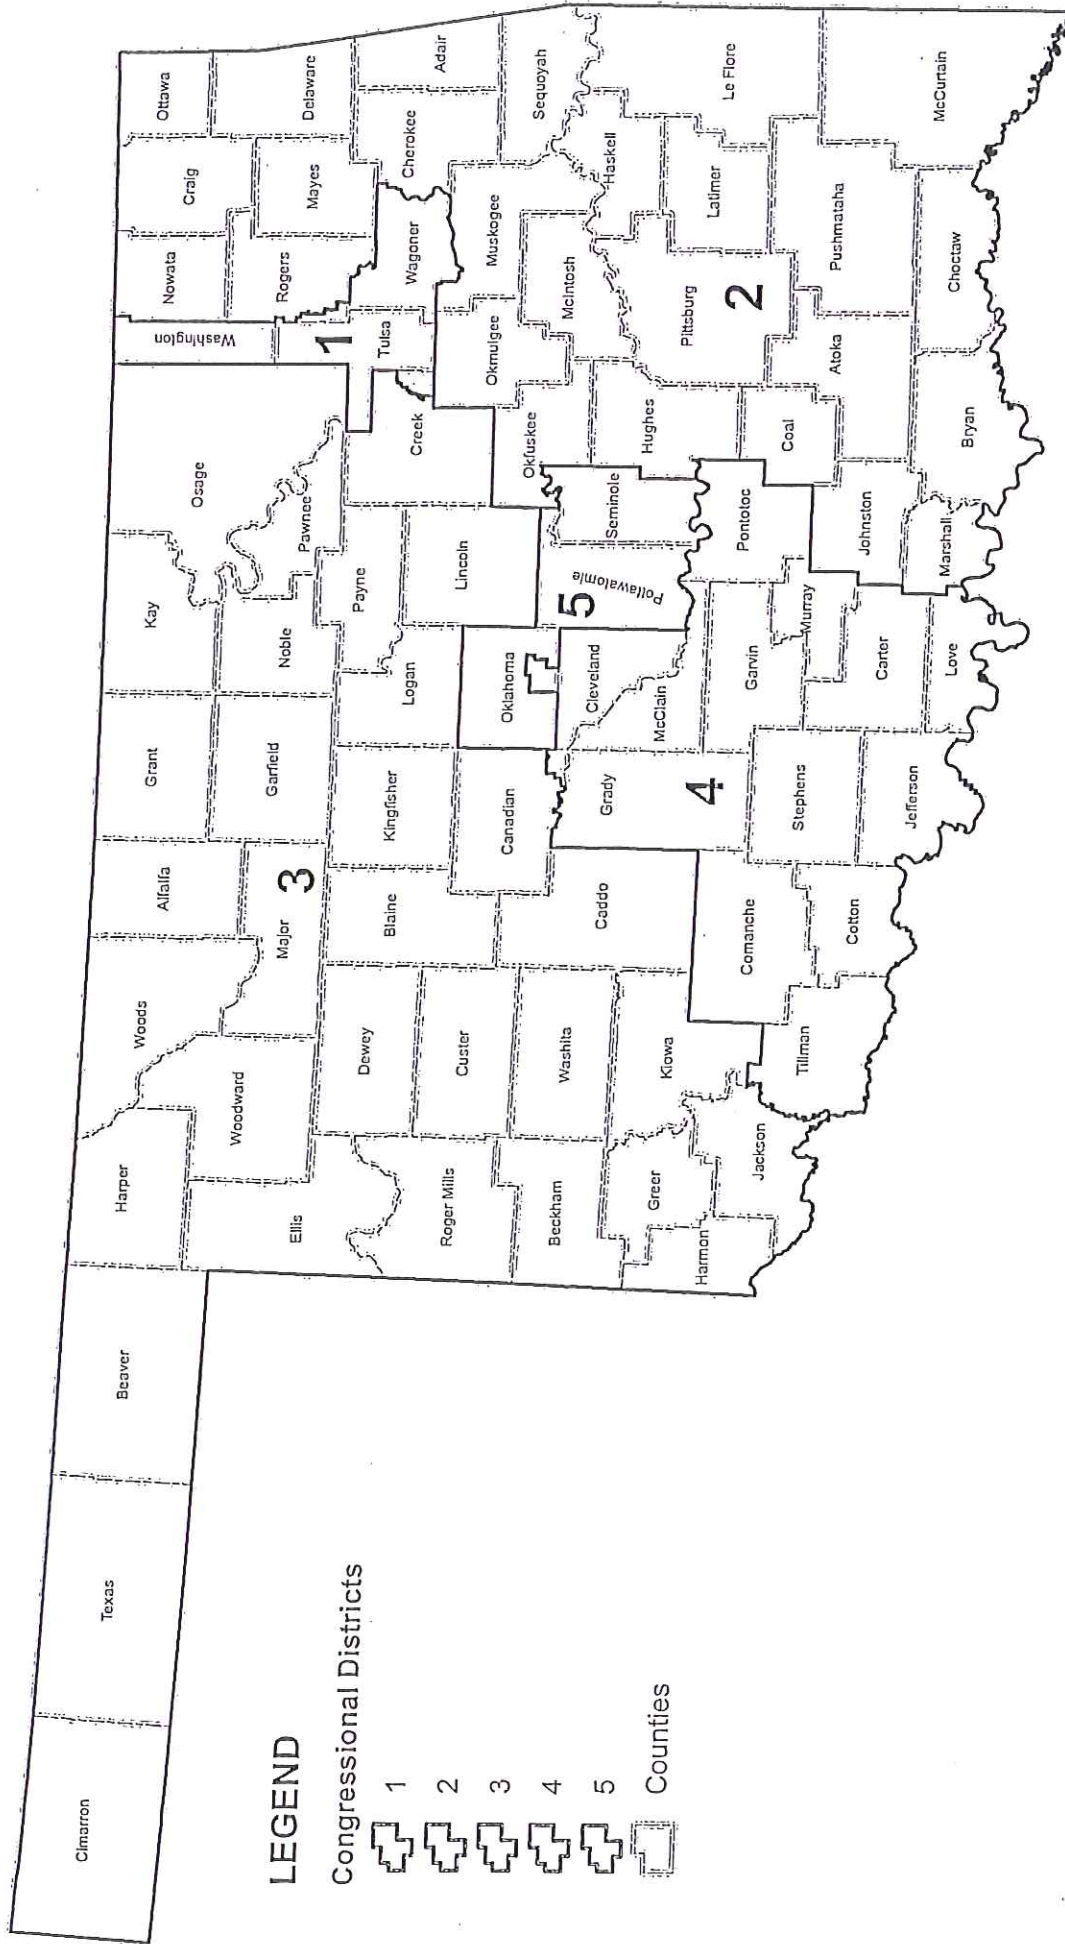 Cimarron
Texas
Beaver
Harper
Woods
Alfalfa
Grant
Kay
Osage
Washington
Nowata
Craig
Ottawa
Ellis
Woodward
Major
3
Garfield
Noble
Pawnee
Rogers
Mayes
Delaware
1
Tulsa
Wagoner
Cherokee
Adair
Roger Mills
Dewey
Custer
Blaine
Kingfisher
Logan
Payne
Lincoln
Creek
Okmulgee
Muskogee
Sequoyah
Beckham
Washita
Caddo
Canadian
Oklahoma
Cleveland
5
Pottawatomie
Seminole
Okfuskee
McIntosh
Haskell
Hughes
Pittsburg
2
Latimer
Le Flore
Harmon
Greer
Kiowa
Jackson
Comanche
Grady
4
McClain
Garvin
Pontotoc
Coal
Atoka
Pushmataha
McCurtain
Tillman
Cotton
Stephens
Murray
Johnston
Jefferson
Carter
Love
Marshall
Bryan
Choctaw
LEGEND
Congressional Districts
1
2
3
4
5
Counties